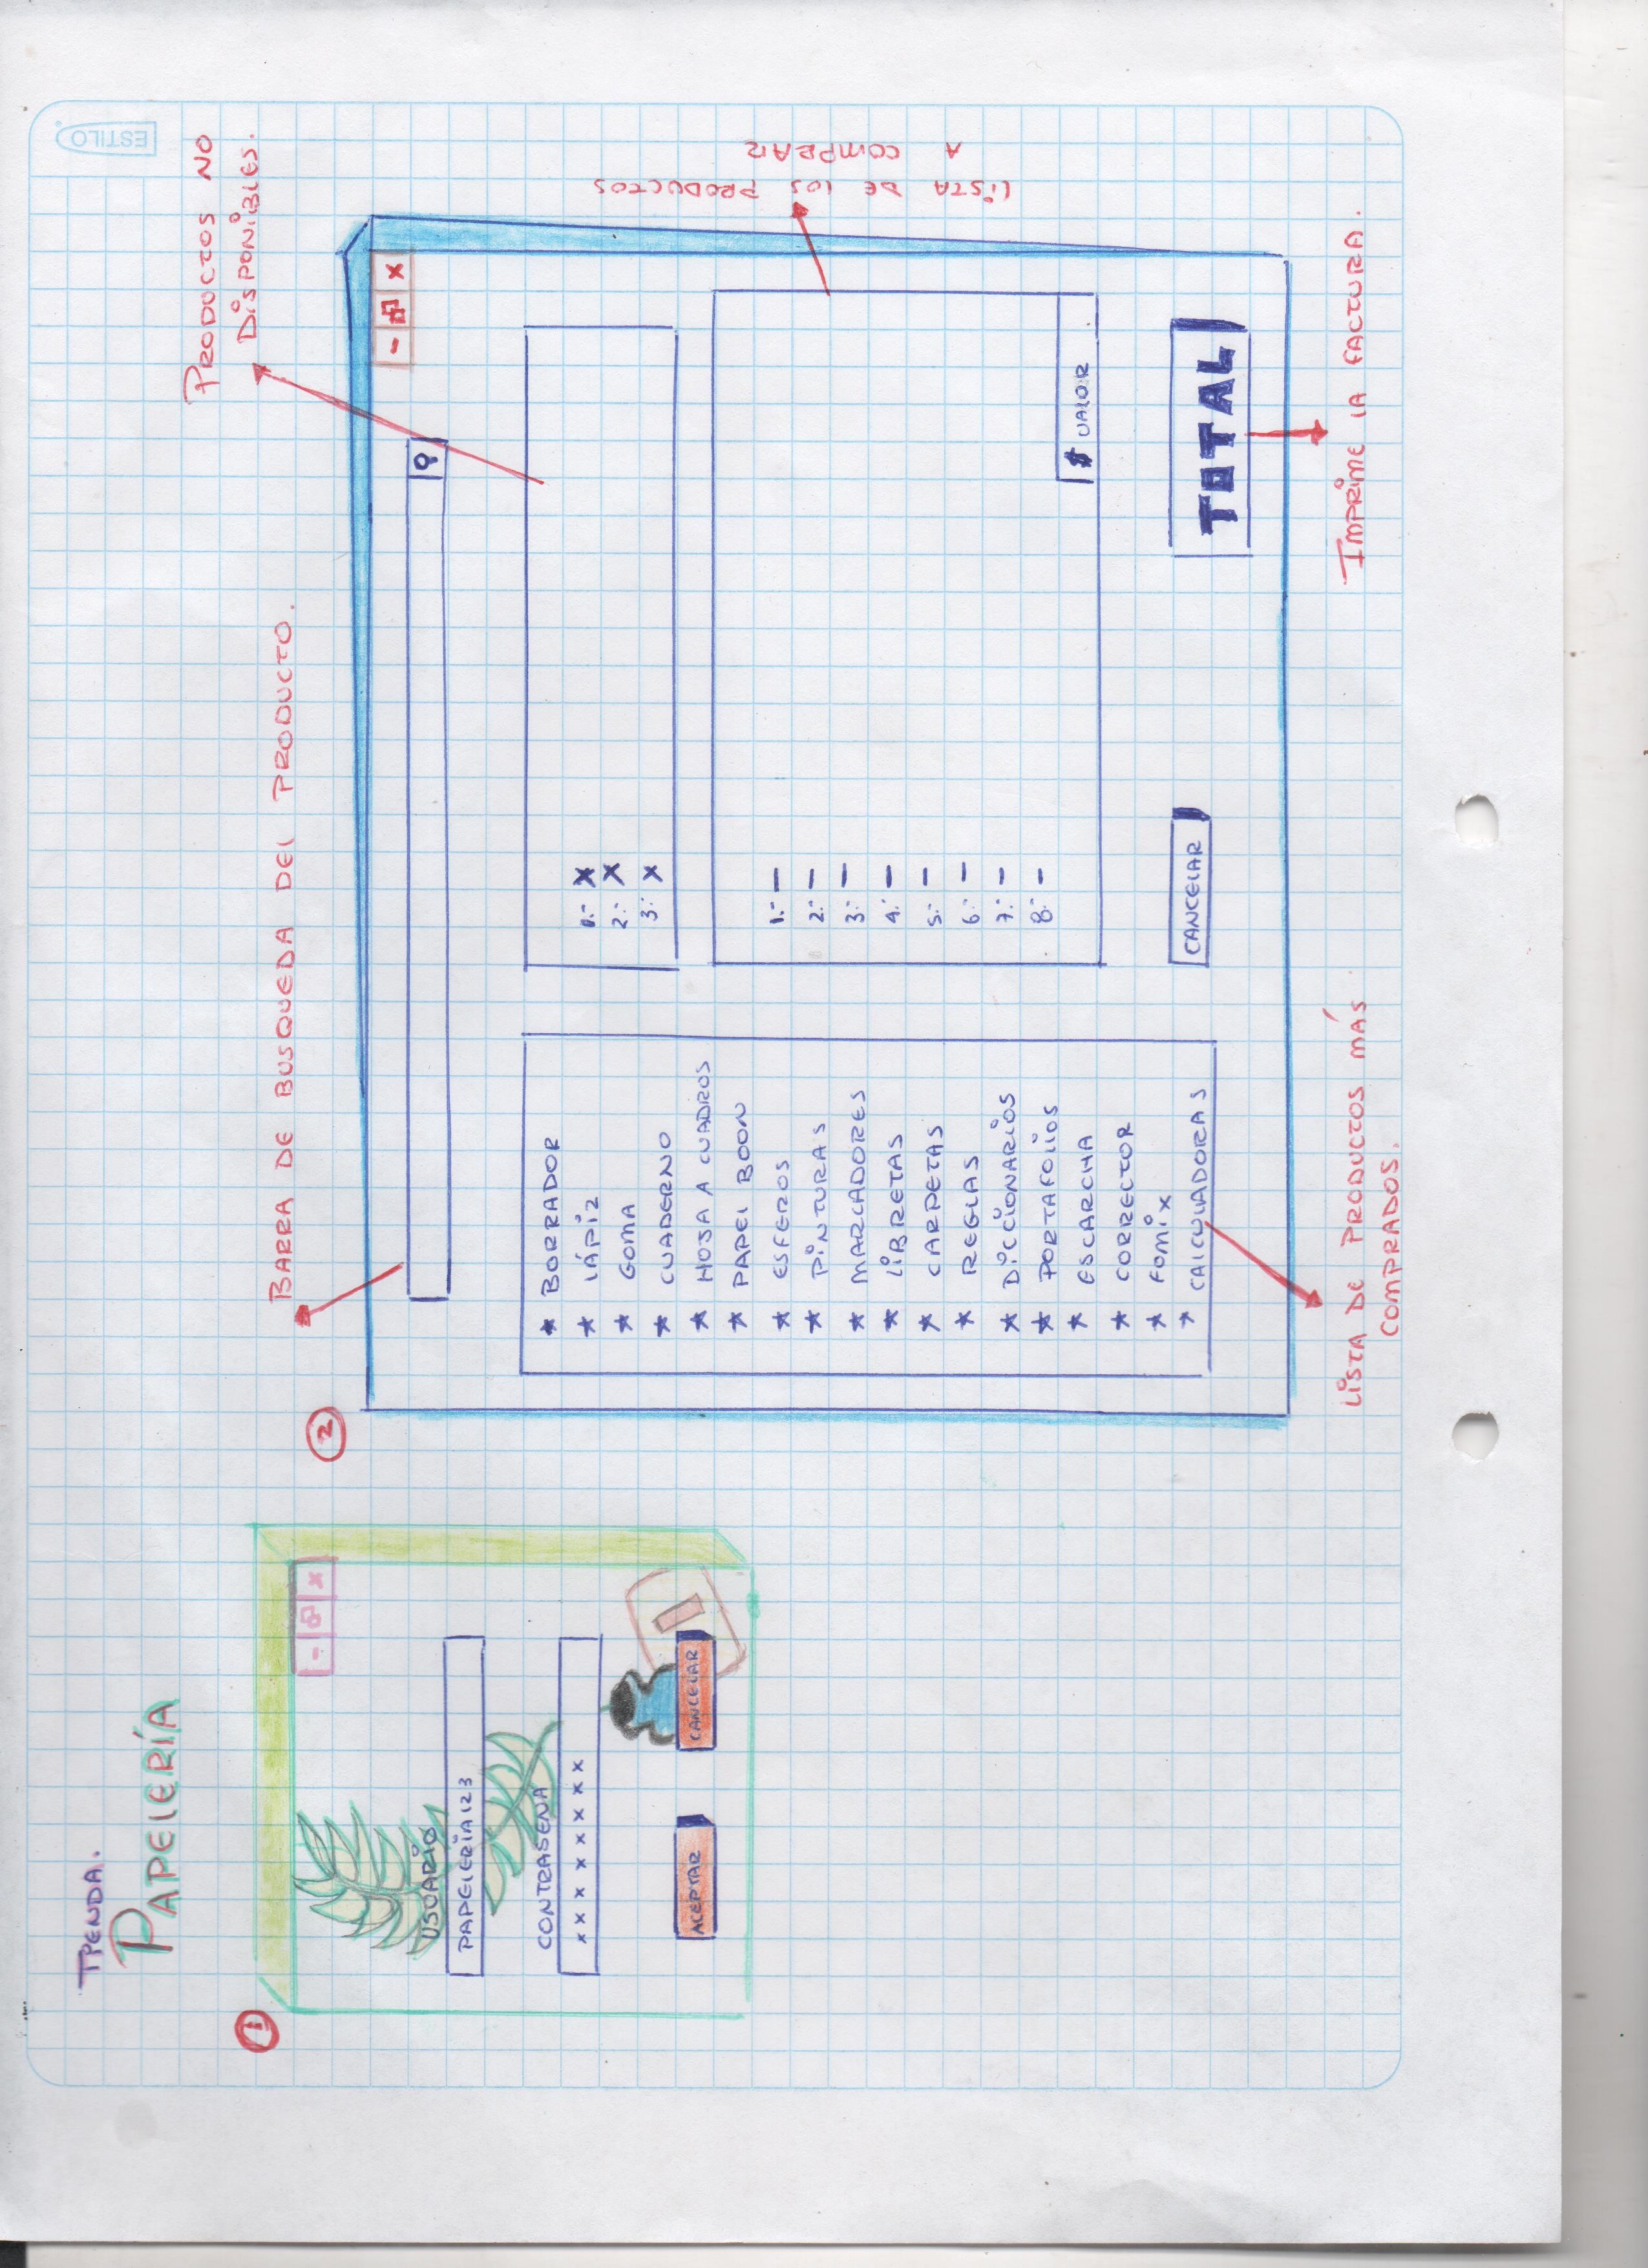 TIENDA.
PAPELERÍA
1
USUARIO
PAPELERIA123
CONTRASENA
x x x x x x x x x
ACEPTAR
CANCELAR
2
BARRA DE BUSQUEDA DEL PRODUCTO.
PRODUCTOS NO
DISPONIBLES.
* BORRADOR
* LÁPIZ
* GOMA
* CUADERNO
* HOJA A CUADROS
* PAPEL BOON
* ESFEROS
* PINTURAS
* MARCADORES
* LIBRETAS
* CARPETAS
* REGLAS
* DICCIONARIOS
* PORTAFOLIOS
* ESCARCHA
* CORRECTOR
* FOMIX
* CALCULADORAS
1.- X
2.- X
3.- X
1.- –
2.- –
3.- –
4.- –
5.- –
6.- –
7.- –
8.- –
$ VALOR
CANCELAR
TOTAL
LISTA DE LOS PRODUCTOS
A COMPRAR
LISTA DE PRODUCTOS MÁS
COMPRADOS.
IMPRIME LA FACTURA.
ESTILO